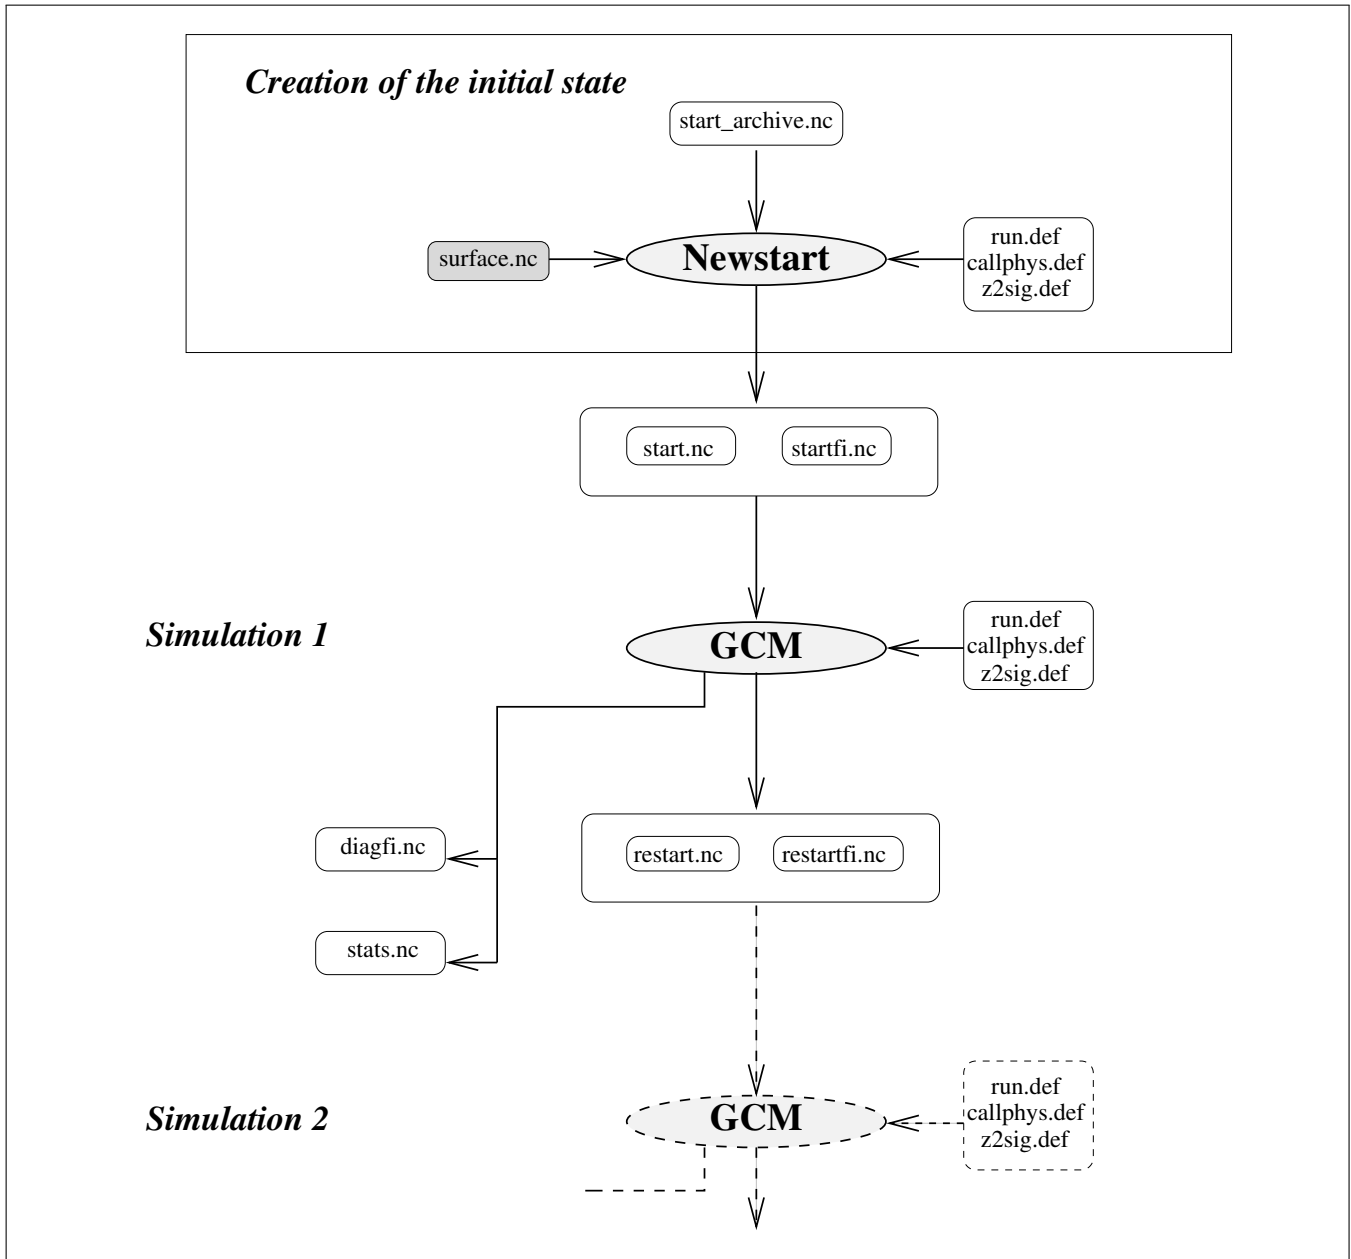 Creation of the initial state
start_archive.nc
surface.nc
Newstart
run.def
callphys.def
z2sig.def
start.nc
startfi.nc
Simulation 1
GCM
run.def
callphys.def
z2sig.def
diagfi.nc
restart.nc
restartfi.nc
stats.nc
Simulation 2
GCM
run.def
callphys.def
z2sig.def